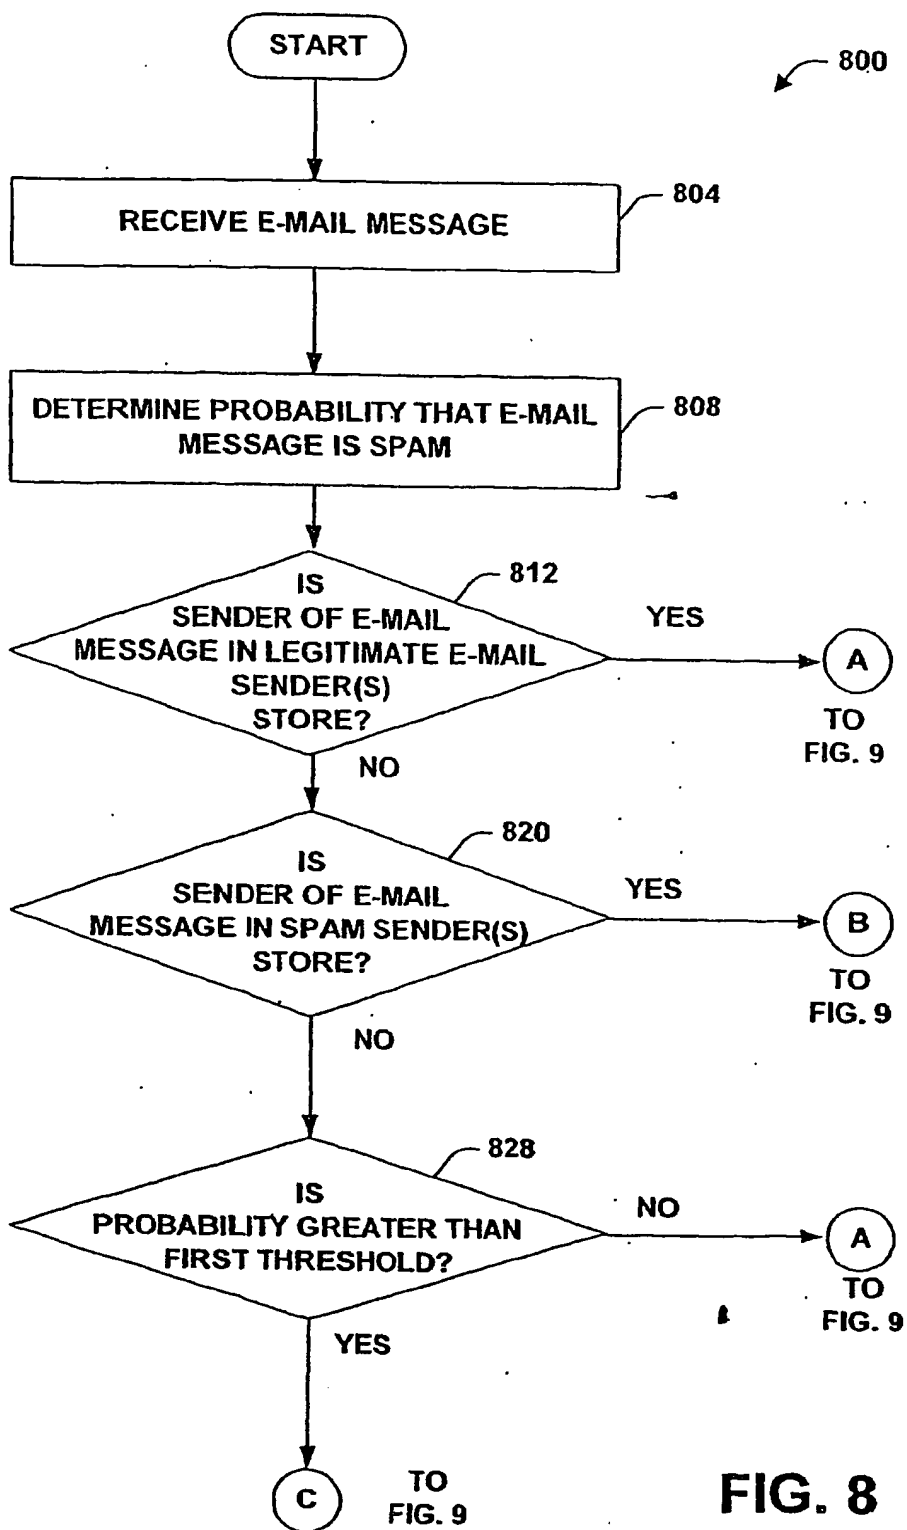 START
800
RECEIVE E-MAIL MESSAGE
804
DETERMINE PROBABILITY THAT E-MAIL
MESSAGE IS SPAM
808
812
IS
SENDER OF E-MAIL
MESSAGE IN LEGITIMATE E-MAIL
SENDER(S)
STORE?
YES
A
TO
FIG. 9
NO
820
IS
SENDER OF E-MAIL
MESSAGE IN SPAM SENDER(S)
STORE?
YES
B
TO
FIG. 9
NO
828
IS
PROBABILITY GREATER THAN
FIRST THRESHOLD?
NO
A
TO
FIG. 9
YES
C
TO
FIG. 9
FIG. 8